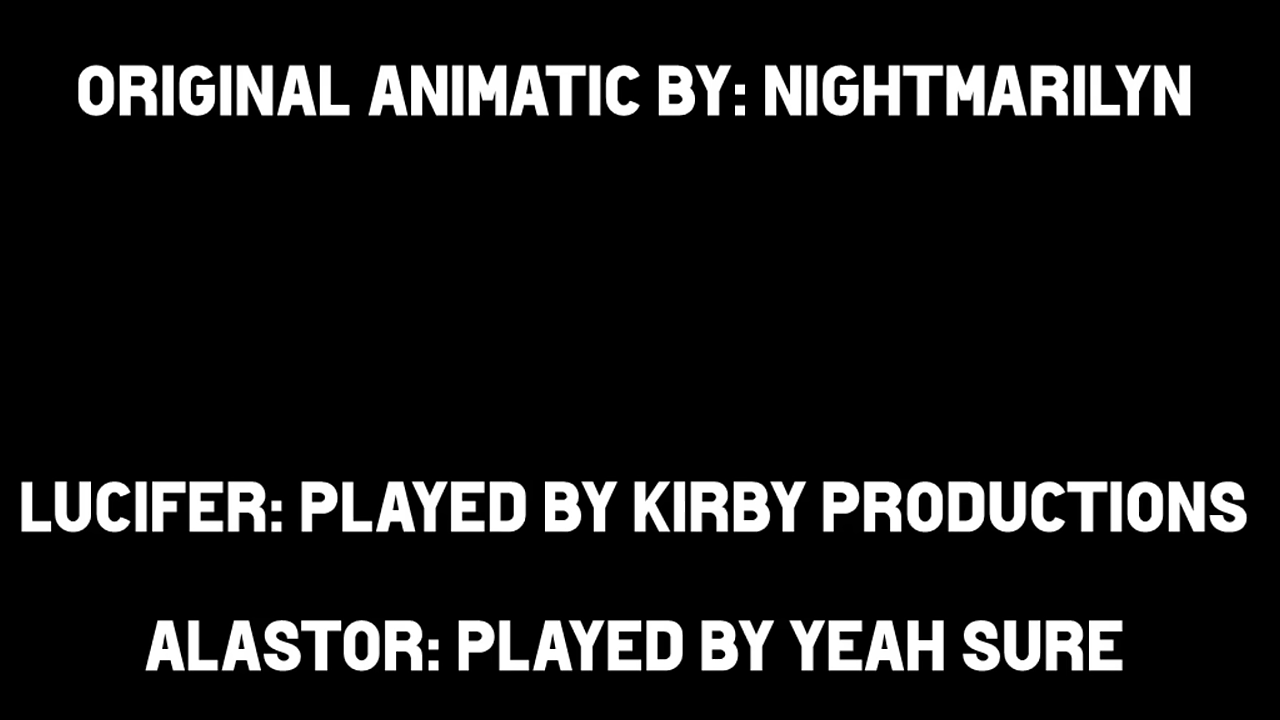 ORIGINAL ANIMATIC BY: NIGHTMARILYN
LUCIFER: PLAYED BY KIRBY PRODUCTIONS
ALASTOR: PLAYED BY YEAH SURE